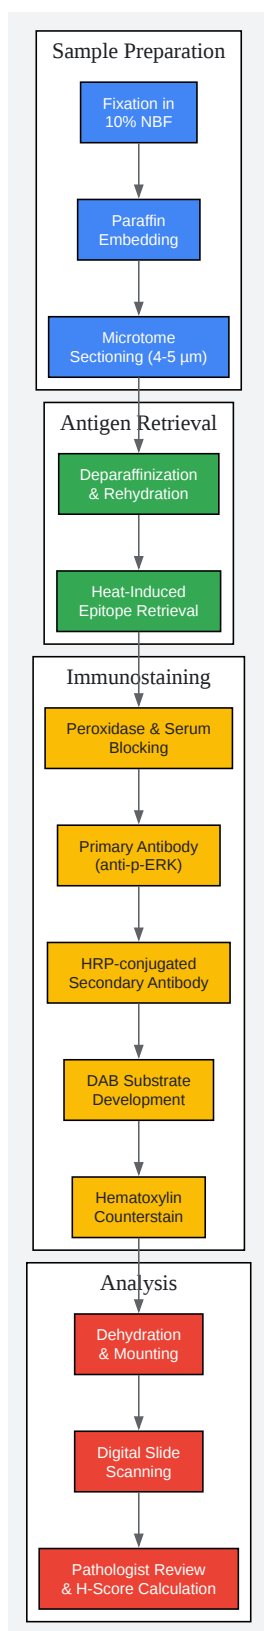 Sample Preparation
Fixation in
10% NBF
Paraffin
Embedding
Microtome
Sectioning (4-5 µm)
Antigen Retrieval
Deparaffinization
& Rehydration
Heat-Induced
Epitope Retrieval
Immunostaining
Peroxidase & Serum
Blocking
Primary Antibody
(anti-p-ERK)
HRP-conjugated
Secondary Antibody
DAB Substrate
Development
Hematoxylin
Counterstain
Analysis
Dehydration
& Mounting
Digital Slide
Scanning
Pathologist Review
& H-Score Calculation